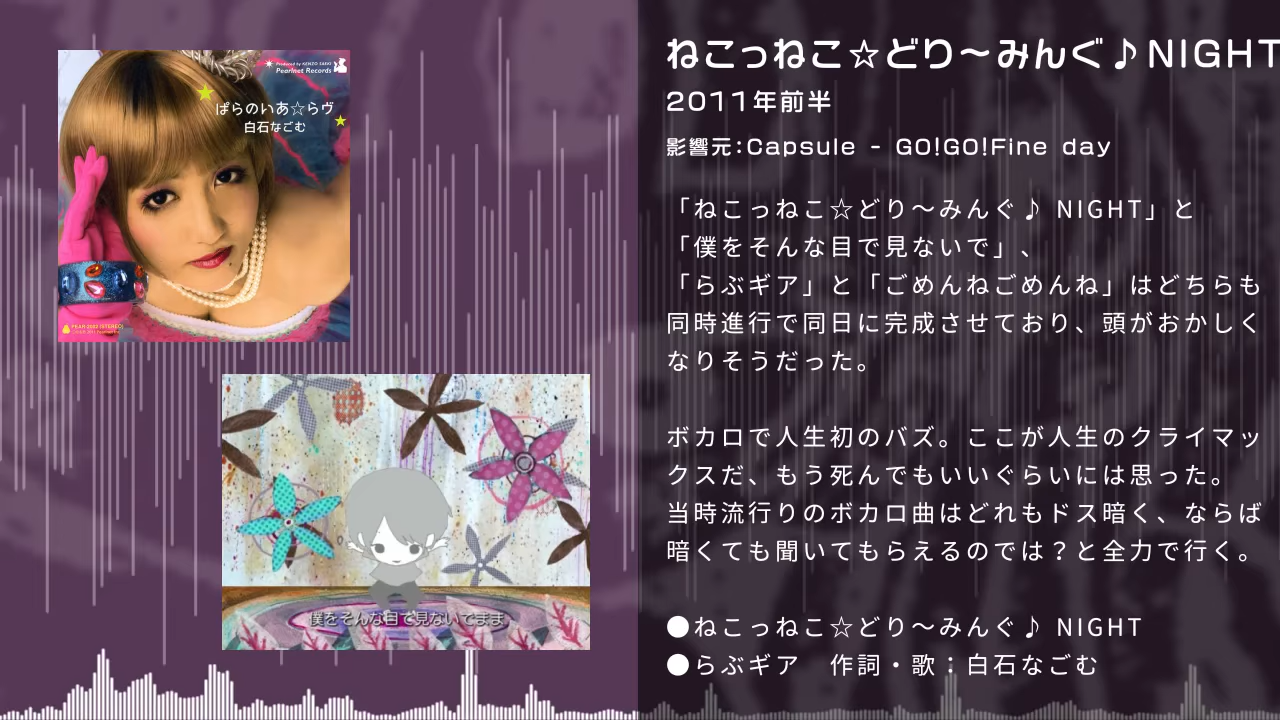 Produced by KENZO SAEKI
Pearlnet Records
ぱらのいあ☆らヴ
白石なごむ
僕をそんな目で見ないでまま
ねこっねこ☆どり～みんぐ♪NIGHT
2011年前半
影響元:Capsule - GO!GO!Fine day
「ねこっねこ☆どり～みんぐ♪ NIGHT」と
「僕をそんな目で見ないで」、
「らぶギア」と「ごめんねごめんね」はどちらも
同時進行で同日に完成させており、頭がおかしく
なりそうだった。
ボカロで人生初のバズ。ここが人生のクライマッ
クスだ、もう死んでもいいぐらいには思った。
当時流行りのボカロ曲はどれもドス暗く、ならば
暗くても聞いてもらえるのでは？と全力で行く。
●ねこっねこ☆どり～みんぐ♪ NIGHT
●らぶギア　作詞・歌：白石なごむ